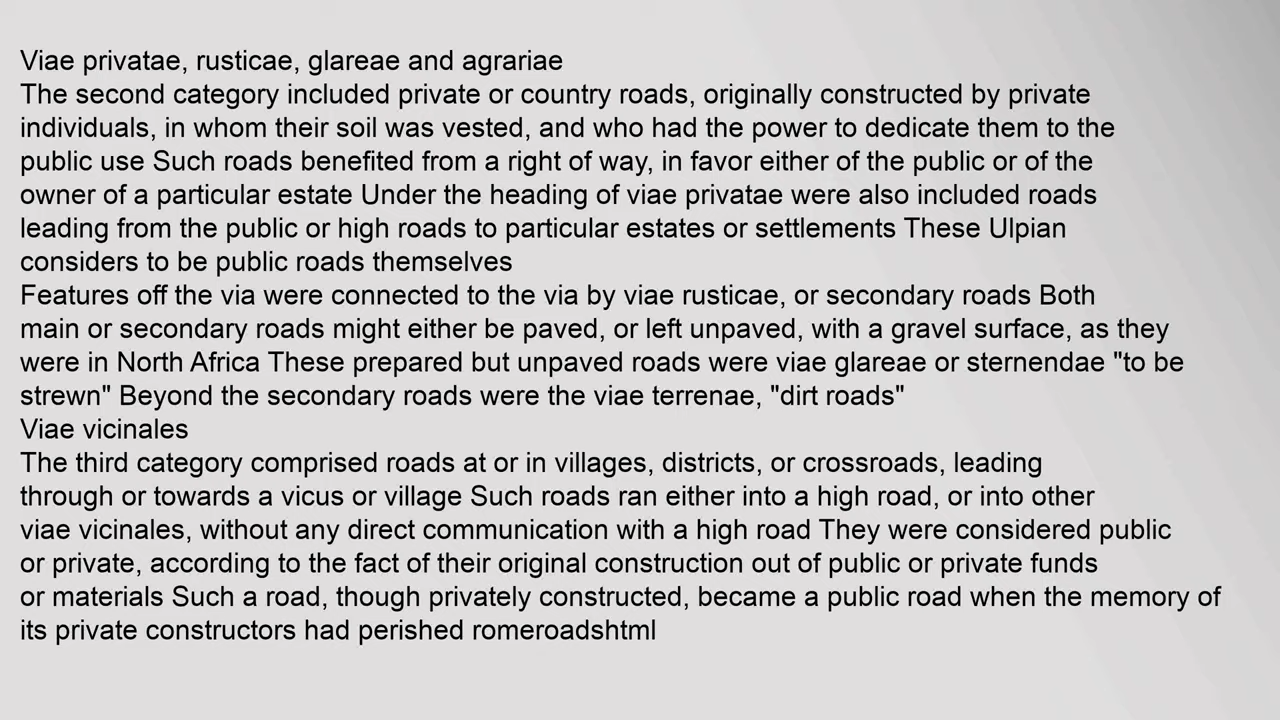 Viae privatae, rusticae, glareae and agrariae
The second category included private or country roads, originally constructed by private
individuals, in whom their soil was vested, and who had the power to dedicate them to the
public use Such roads benefited from a right of way, in favor either of the public or of the
owner of a particular estate Under the heading of viae privatae were also included roads
leading from the public or high roads to particular estates or settlements These Ulpian
considers to be public roads themselves
Features off the via were connected to the via by viae rusticae, or secondary roads Both
main or secondary roads might either be paved, or left unpaved, with a gravel surface, as they
were in North Africa These prepared but unpaved roads were viae glareae or sternendae "to be
strewn" Beyond the secondary roads were the viae terrenae, "dirt roads"
Viae vicinales
The third category comprised roads at or in villages, districts, or crossroads, leading
through or towards a vicus or village Such roads ran either into a high road, or into other
viae vicinales, without any direct communication with a high road They were considered public
or private, according to the fact of their original construction out of public or private funds
or materials Such a road, though privately constructed, became a public road when the memory of
its private constructors had perished romeroadshtml